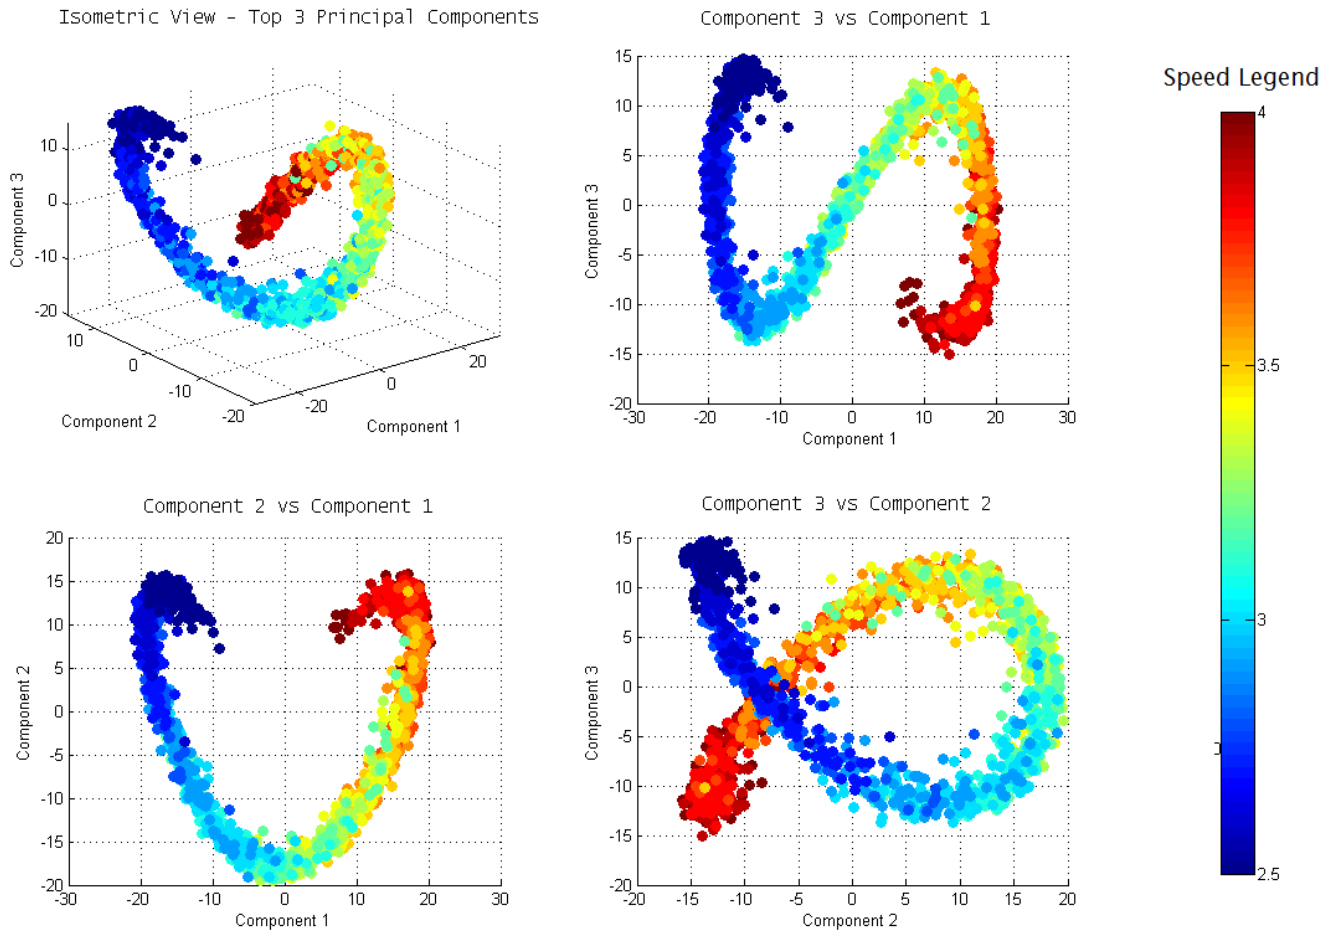 Isometric View - Top 3 Principal Components
10
0
-10
-20
Component 3
10
0
-10
-20
Component 2
-20
0
20
Component 1
Component 3 vs Component 1
15
10
5
0
-5
-10
-15
-20
Component 3
-30 -20 -10 0 10 20 30
Component 1
Speed Legend
4
3.5
3
2.5
Component 2 vs Component 1
20
15
10
5
0
-5
-10
-15
-20
Component 2
-30 -20 -10 0 10 20 30
Component 1
Component 3 vs Component 2
15
10
5
0
-5
-10
-15
-20
Component 3
-20 -15 -10 -5 0 5 10 15 20
Component 2